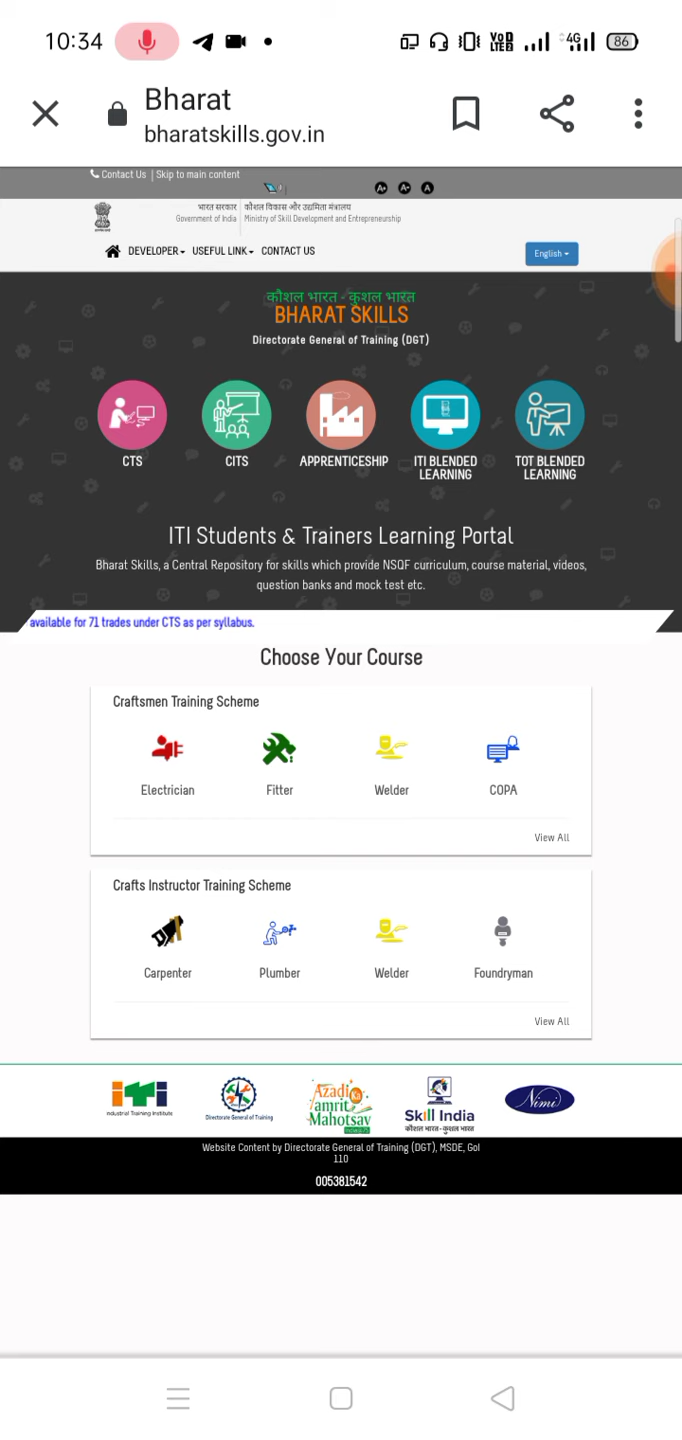 10:34
Vo) LTE2 4G 86
Bharat
bharatskills.gov.in
Contact Us | Skip to main content
A+ A+ A
भारत सरकार | कौशल विकास और उद्यमिता मंत्रालय
Government of India | Ministry of Skill Development and Entrepreneurship
DEVELOPER USEFUL LINK CONTACT US
English
कौशल भारत - कुशल भारत
BHARAT SKILLS
Directorate General of Training (DGT)
CTS CITS APPRENTICESHIP ITI BLENDED LEARNING TOT BLENDED LEARNING
ITI Students & Trainers Learning Portal
Bharat Skills, a Central Repository for skills which provide NSQF curriculum, course material, videos,
question banks and mock test etc.
available for 71 trades under CTS as per syllabus.
Choose Your Course
Craftsmen Training Scheme
Electrician Fitter Welder COPA
View All
Crafts Instructor Training Scheme
Carpenter Plumber Welder Foundryman
View All
Industrial Training Institute
Directorate General of Training
Azadi Ka Amrit Mahotsav
Skill India
कौशल भारत - कुशल भारत
Nimi
Website Content by Directorate General of Training (DGT), MSDE, GoI
110
005381542